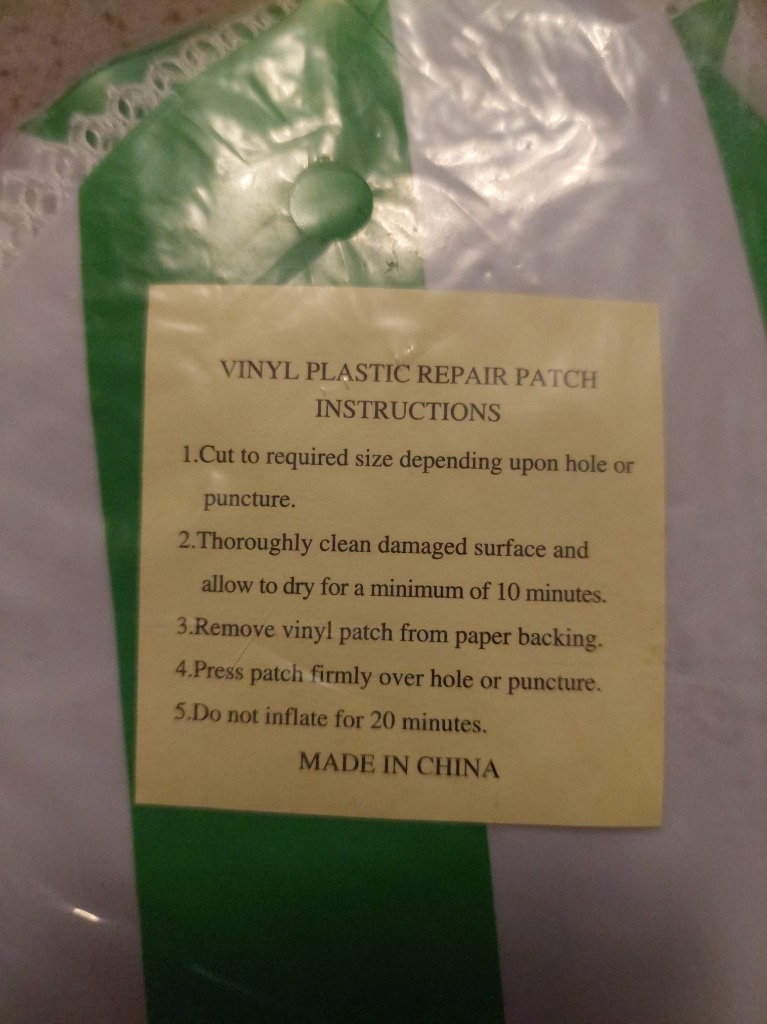 VINYL PLASTIC REPAIR PATCH
INSTRUCTIONS
1.Cut to required size depending upon hole or
puncture.
2.Thoroughly clean damaged surface and
allow to dry for a minimum of 10 minutes.
3.Remove vinyl patch from paper backing.
4.Press patch firmly over hole or puncture.
5.Do not inflate for 20 minutes.
MADE IN CHINA